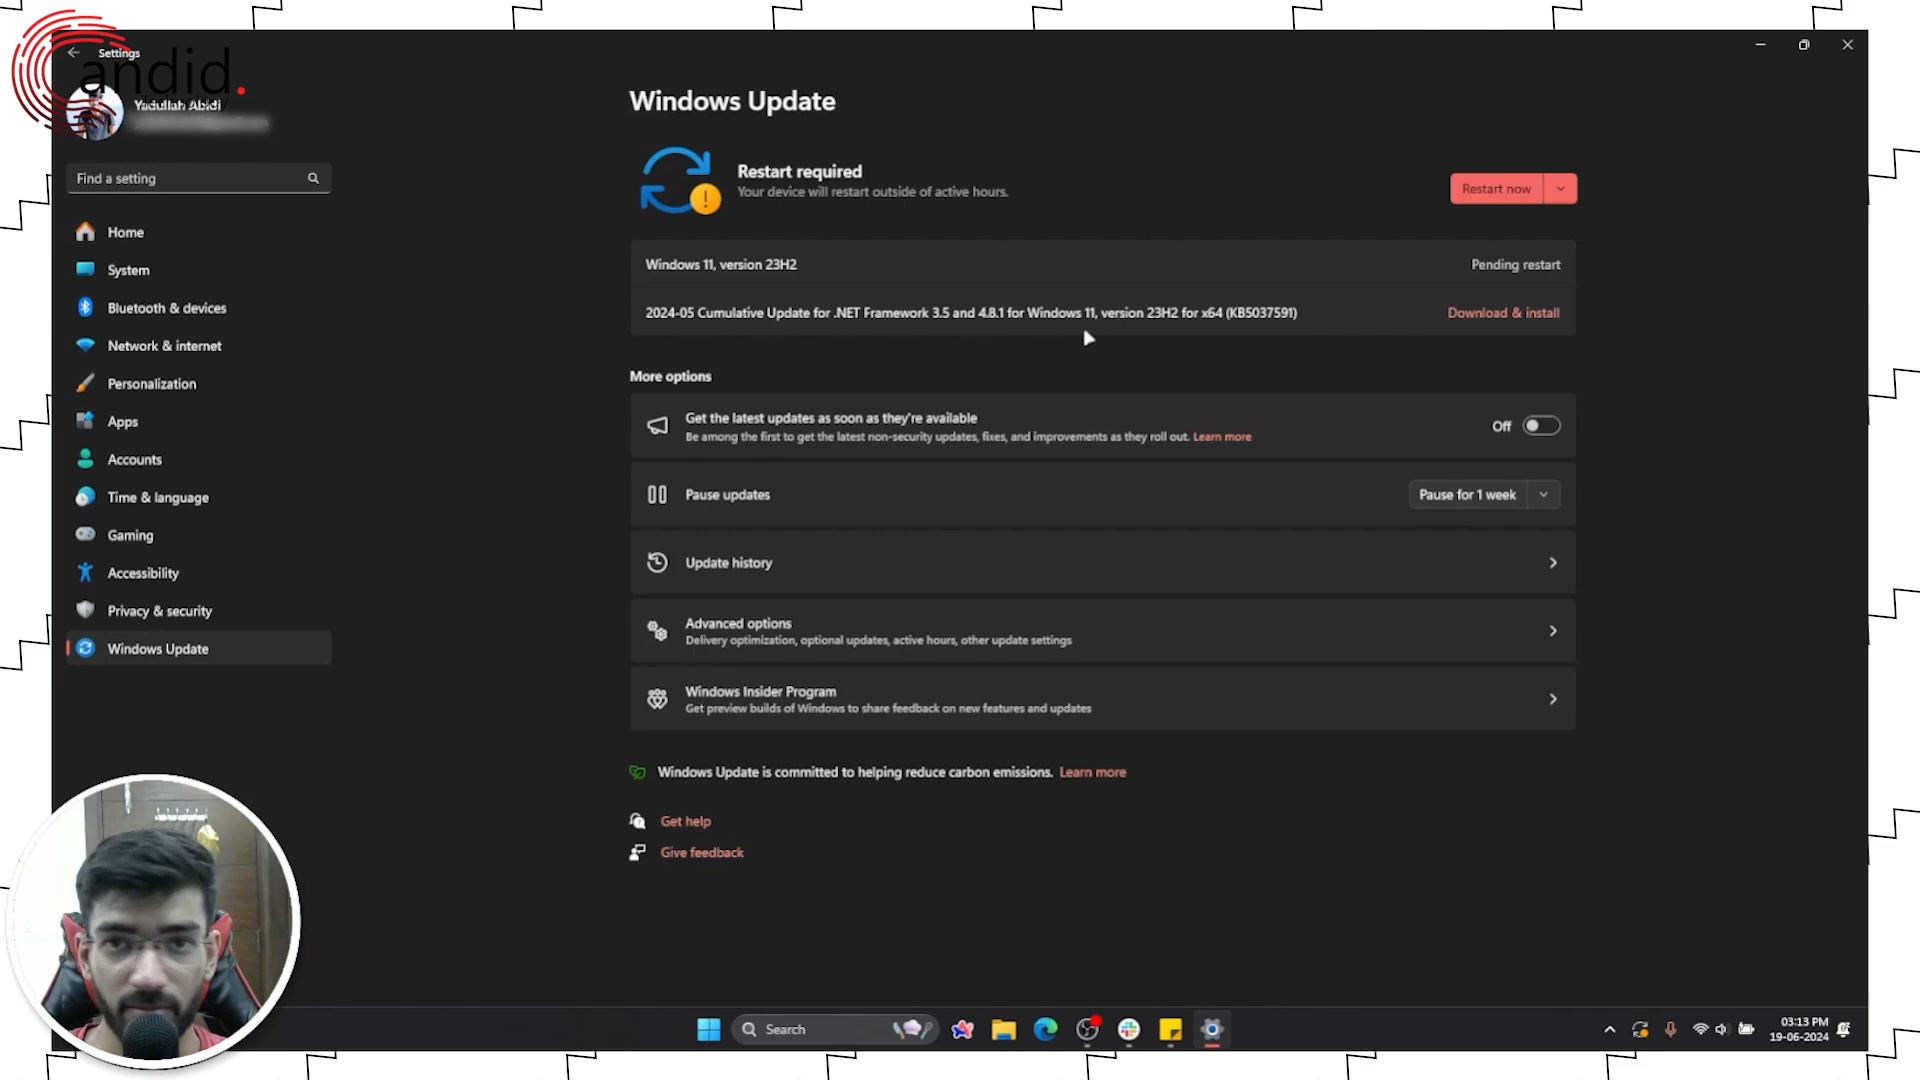 Settings
andid.
Yadullah Abidi
Find a setting
Home
System
Bluetooth & devices
Network & internet
Personalization
Apps
Accounts
Time & language
Gaming
Accessibility
Privacy & security
Windows Update
Windows Update
Restart required
Your device will restart outside of active hours.
Restart now
Windows 11, version 23H2
Pending restart
2024-05 Cumulative Update for .NET Framework 3.5 and 4.8.1 for Windows 11, version 23H2 for x64 (KB5037591)
Download & install
More options
Get the latest updates as soon as they're available
Be among the first to get the latest non-security updates, fixes, and improvements as they roll out. Learn more
Off
Pause updates
Pause for 1 week
Update history
Advanced options
Delivery optimization, optional updates, active hours, other update settings
Windows Insider Program
Get preview builds of Windows to share feedback on new features and updates
Windows Update is committed to helping reduce carbon emissions. Learn more
Get help
Give feedback
Search
03:13 PM
19-06-2024